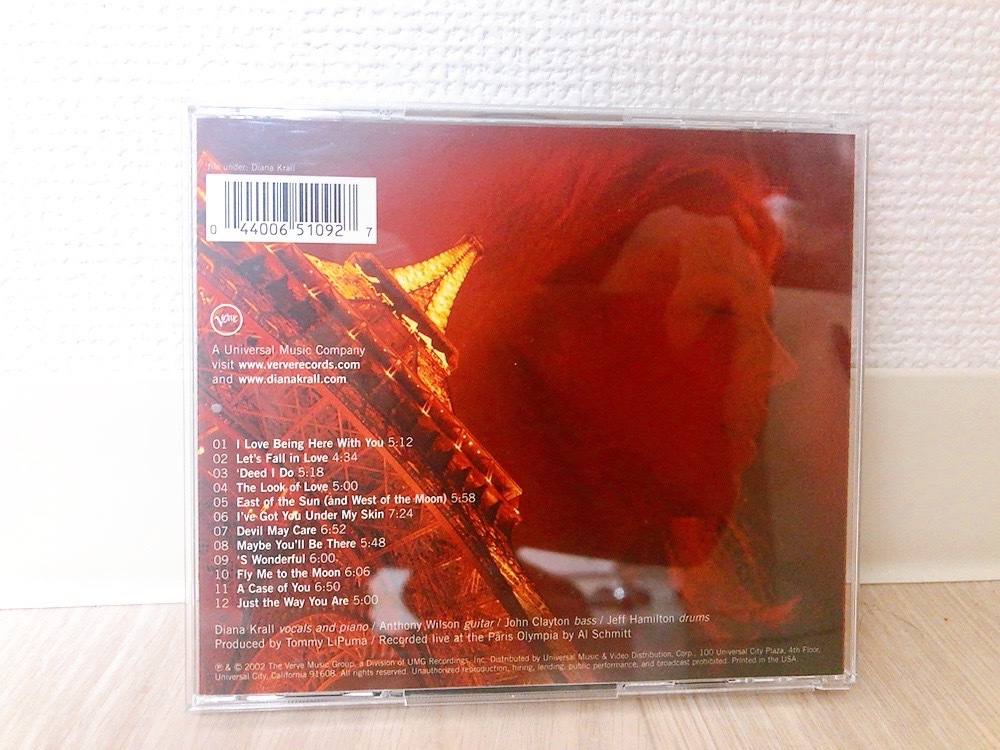 file under: Diana Krall
0 44006 51092 7
Verve
A Universal Music Company
visit www.ververecords.com
and www.dianakrall.com
01 I Love Being Here With You 5:12
02 Let's Fall in Love 4:34
03 'Deed I Do 5:18
04 The Look of Love 5:00
05 East of the Sun (and West of the Moon) 5:58
06 I've Got You Under My Skin 7:24
07 Devil May Care 6:52
08 Maybe You'll Be There 5:48
09 'S Wonderful 6:00
10 Fly Me to the Moon 6:06
11 A Case of You 6:50
12 Just the Way You Are 5:00
Diana Krall vocals and piano / Anthony Wilson guitar / John Clayton bass / Jeff Hamilton drums
Produced by Tommy LiPuma / Recorded live at the Paris Olympia by Al Schmitt
℗ & © 2002 The Verve Music Group, a Division of UMG Recordings, Inc. Distributed by Universal Music & Video Distribution, Corp., 100 Universal City Plaza, 4th Floor,
Universal City, California 91608. All rights reserved. Unauthorized reproduction, hiring, lending, public performance, and broadcast prohibited. Printed in the USA